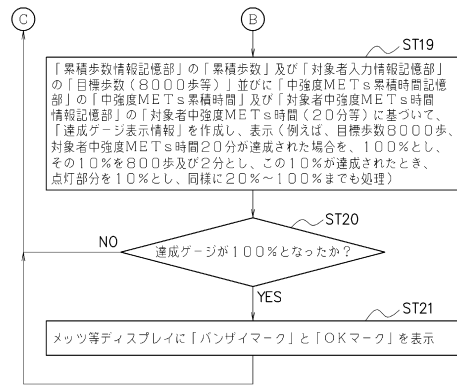 C
B
ST19
「累積歩数情報記憶部」の「累積歩数」及び「対象者入力情報記憶部」
の「目標歩数（８０００歩等）」並びに「中強度ＭＥＴｓ累積時間記憶
部」の「中強度ＭＥＴｓ累積時間」及び「対象者中強度ＭＥＴｓ時間
情報記憶部」の「対象者中強度ＭＥＴｓ時間（２０分等）に基づいて、
「達成ゲージ表示情報」を作成し、表示（例えば、目標歩数８０００歩、
対象者中強度ＭＥＴｓ時間２０分が達成された場合を、１００％とし、
その１０％を８００歩及び２分とし、この１０％が達成されたとき、
点灯部分を１０％とし、同様に２０％～１００％までも処理）
ST20
NO
達成ゲージが１００％となったか？
YES
ST21
メッツ等ディスプレイに「バンザイマーク」と「ＯＫマーク」を表示